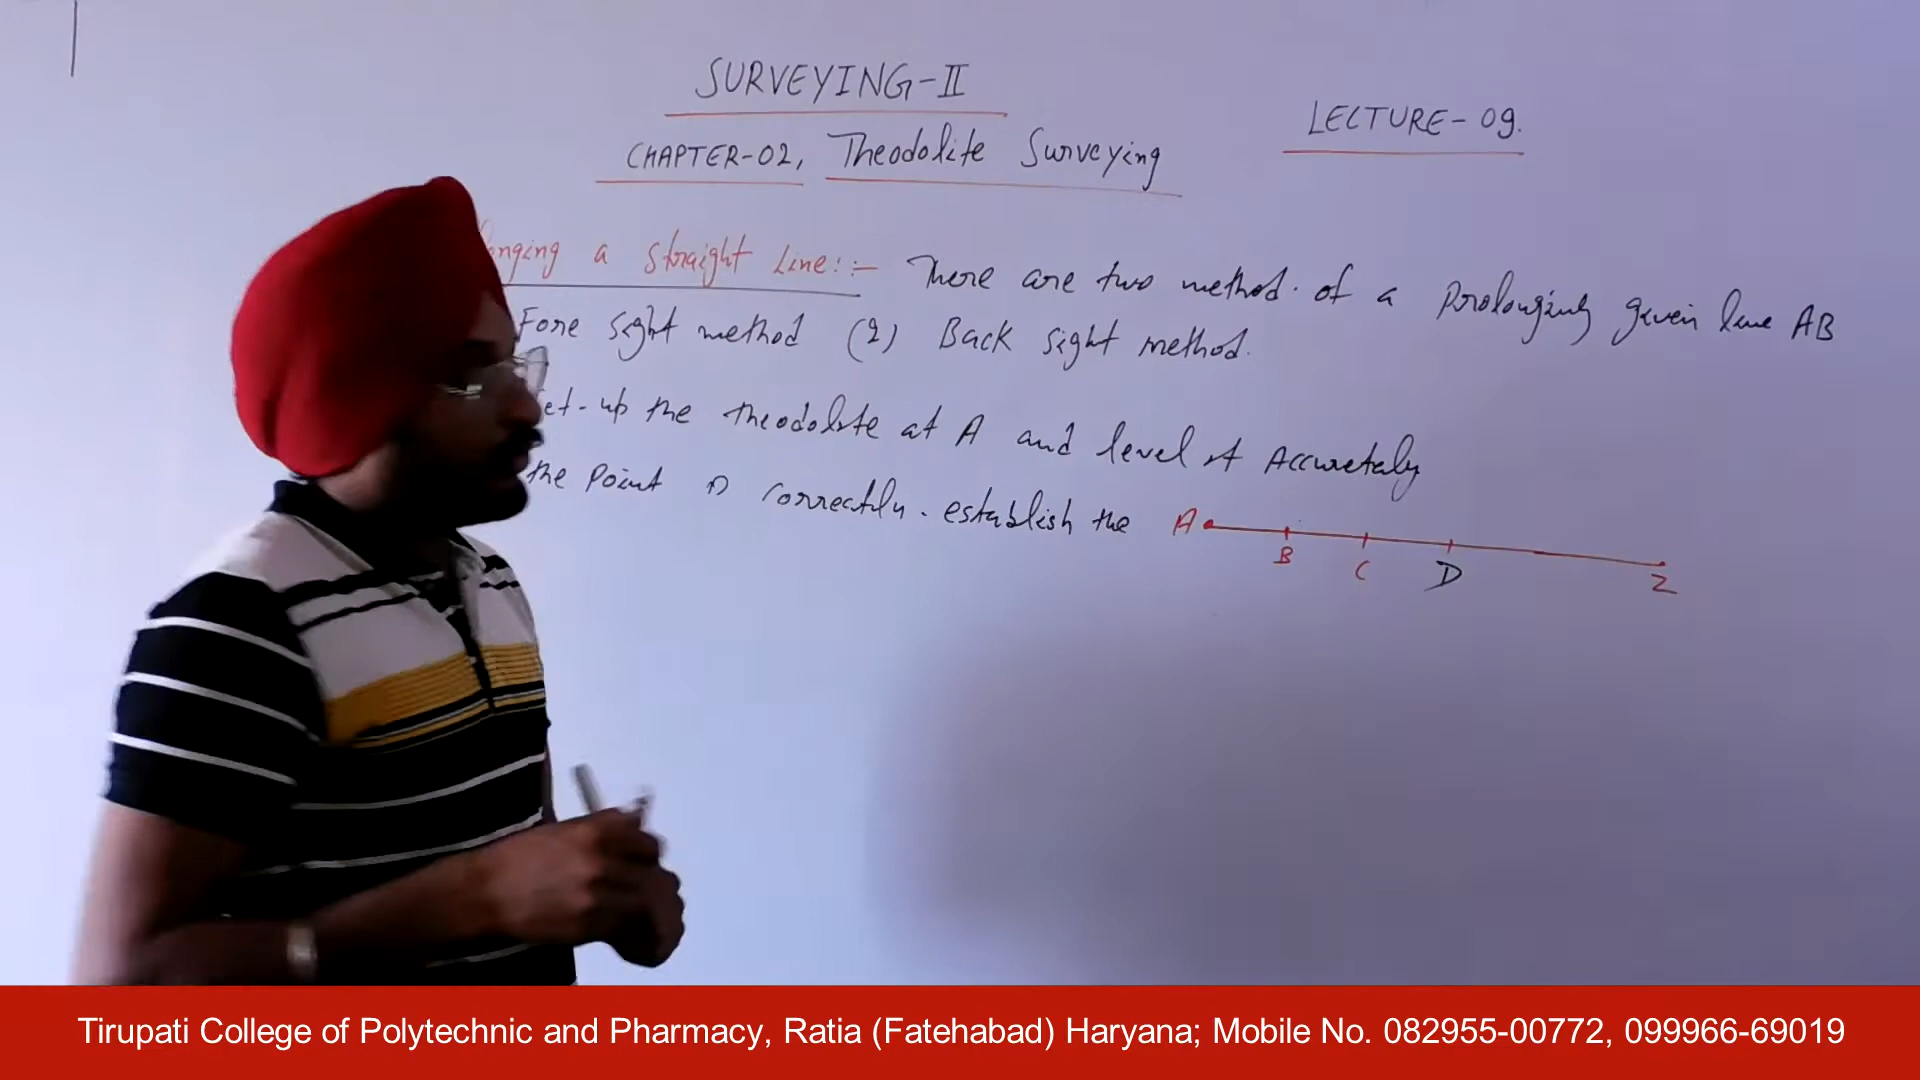 SURVEYING-II
LECTURE-09.
CHAPTER-02, Theodolite Surveying
onging a straight Line::- There are two method. of a Prolonging given line AB
Fore sight method (2) Back sight method.
et-up the theodolite at A and level it Accuretaly
the Point correctly. establish the
A B C D Z
Tirupati College of Polytechnic and Pharmacy, Ratia (Fatehabad) Haryana; Mobile No. 082955-00772, 099966-69019